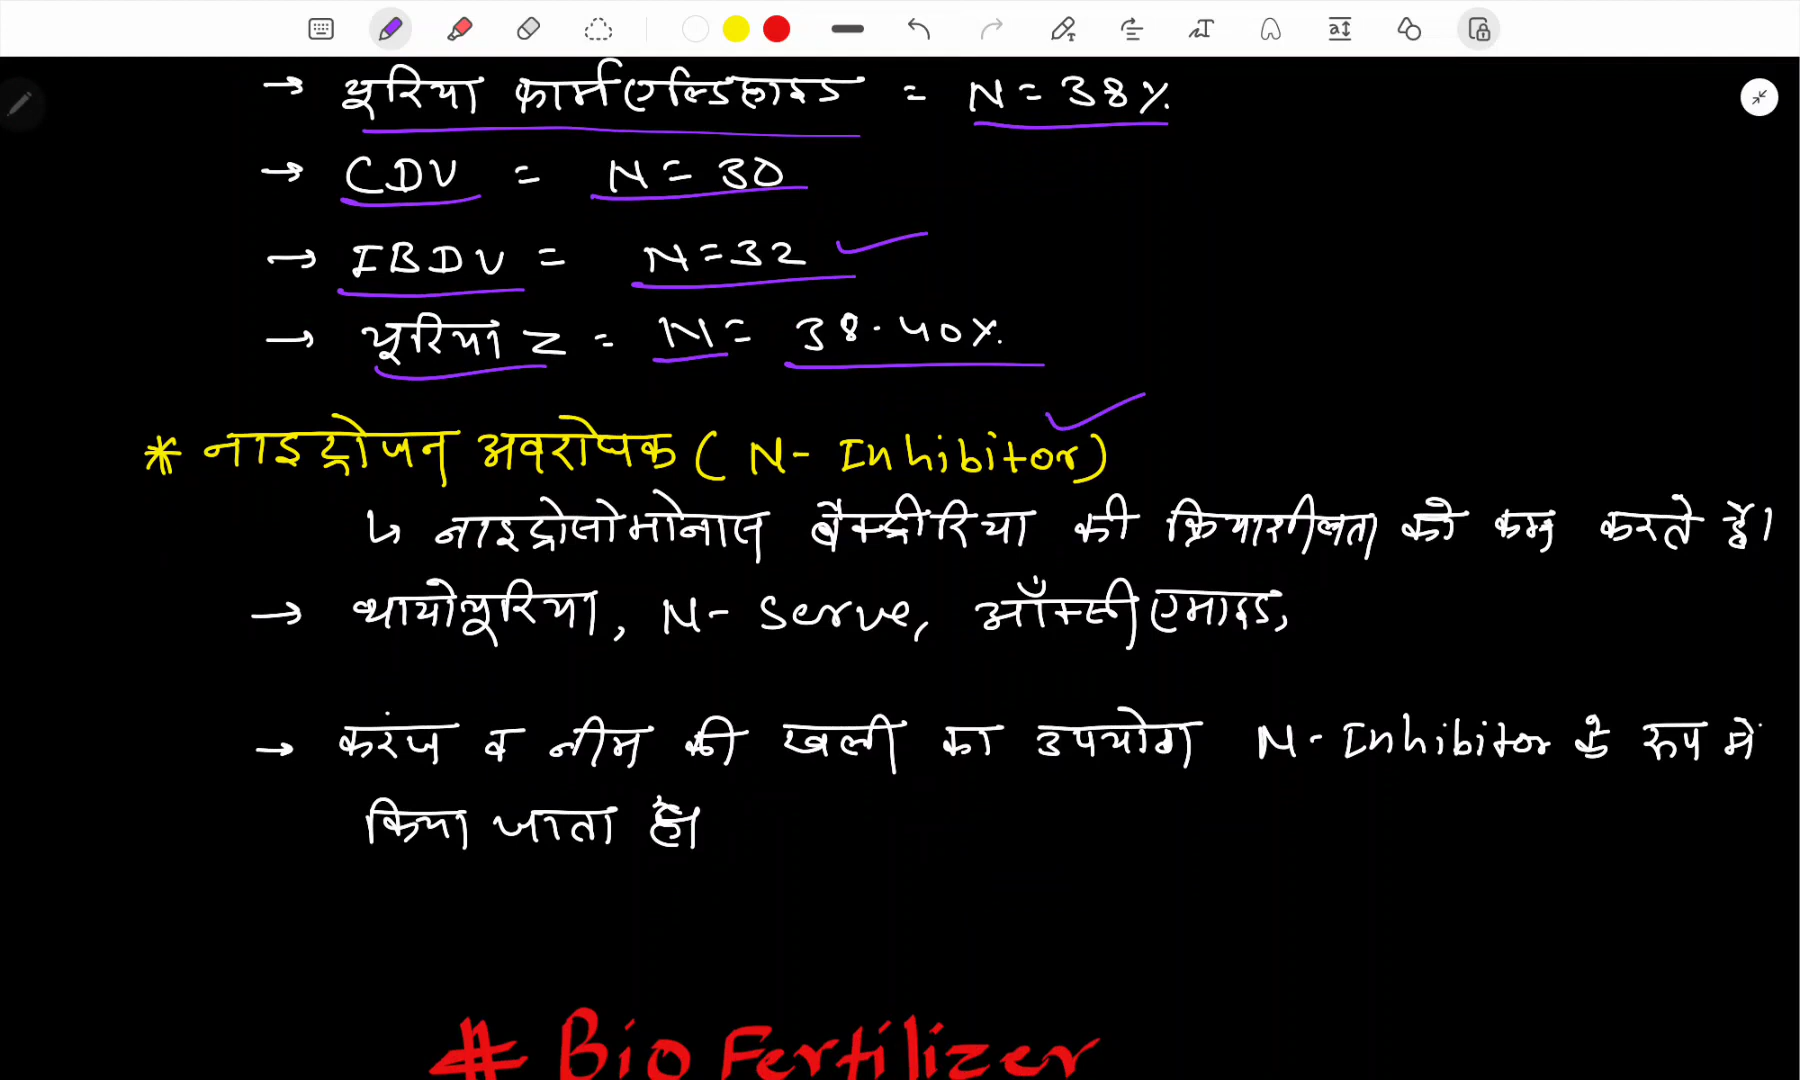 → यूरिया फार्मएल्डिहाइड = N = 38%
→ CDU = N = 30
→ IBDU = N = 32
→ यूरिया Z = N = 38-40%
* नाइट्रोजन अवरोधक ( N- Inhibitor)
↳ नाइट्रोसोमोनास बैक्टीरिया की क्रियाशीलता को कम करते हैं।
→ थायोयूरिया, N- Serve, ऑक्सीएमाइड,
→ करंज व नीम की खली का उपयोग N- Inhibitor के रूप में
किया जाता है।
# Bio Fertilizer